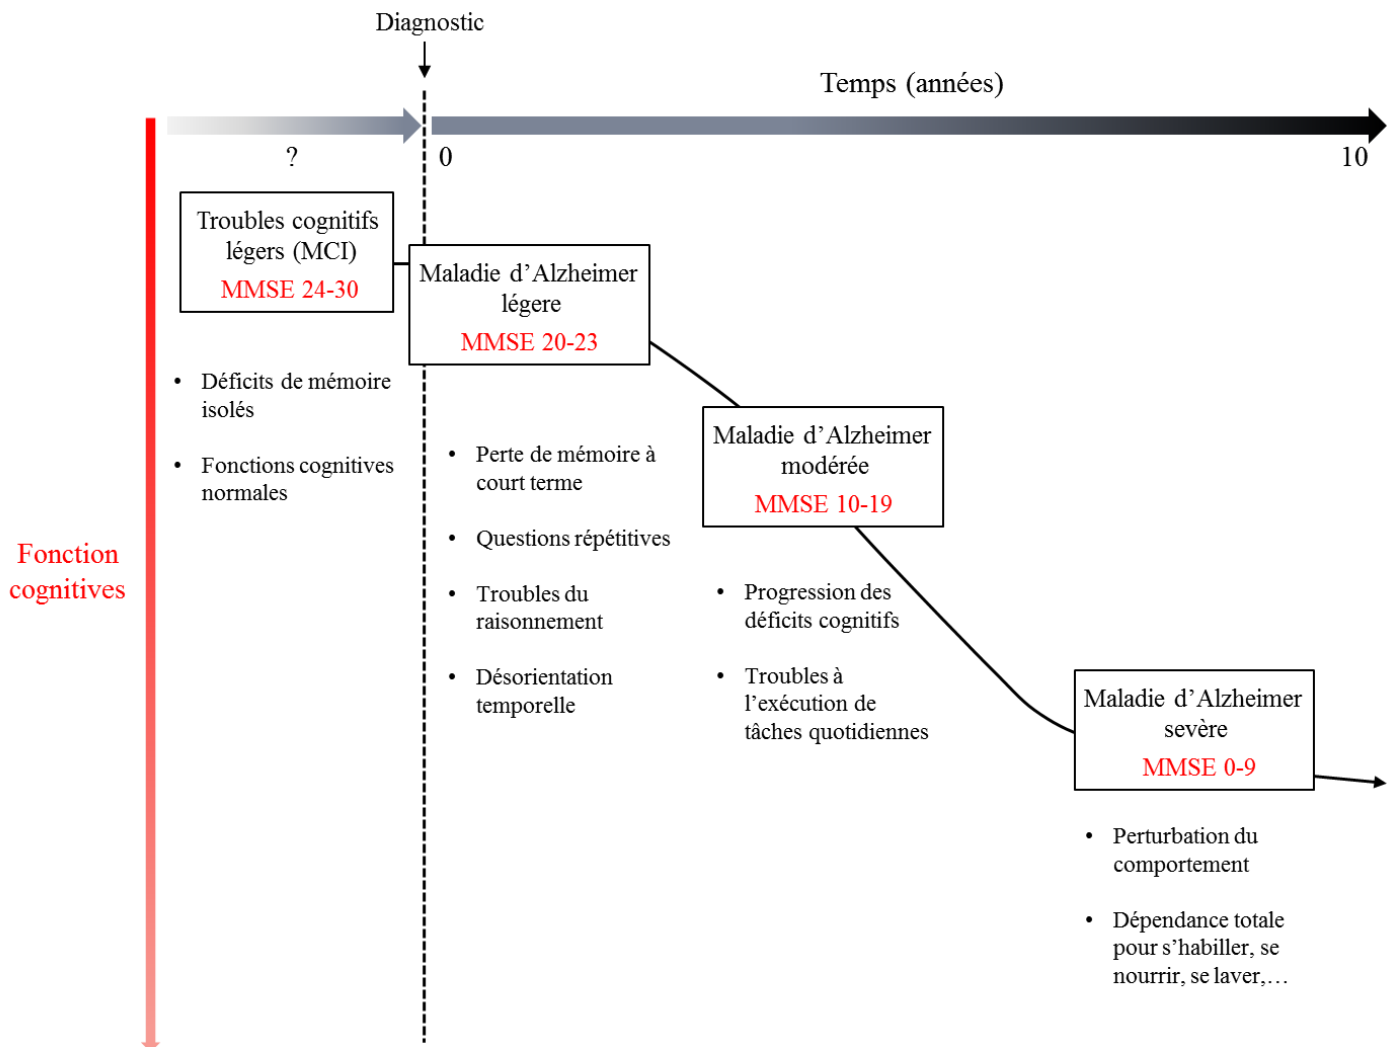 Diagnostic
Temps (années)
?
0
10
Troubles cognitifs
légers (MCI)
MMSE 24-30
Maladie d’Alzheimer
légere
MMSE 20-23
• Déficits de mémoire
isolés
• Fonctions cognitives
normales
Maladie d’Alzheimer
modérée
MMSE 10-19
• Perte de mémoire à
court terme
• Questions répétitives
• Troubles du
raisonnement
• Désorientation
temporelle
Fonction
cognitives
• Progression des
déficits cognitifs
• Troubles à
l’exécution de
tâches quotidiennes
Maladie d’Alzheimer
sevère
MMSE 0-9
• Perturbation du
comportement
• Dépendance totale
pour s’habiller, se
nourrir, se laver,…